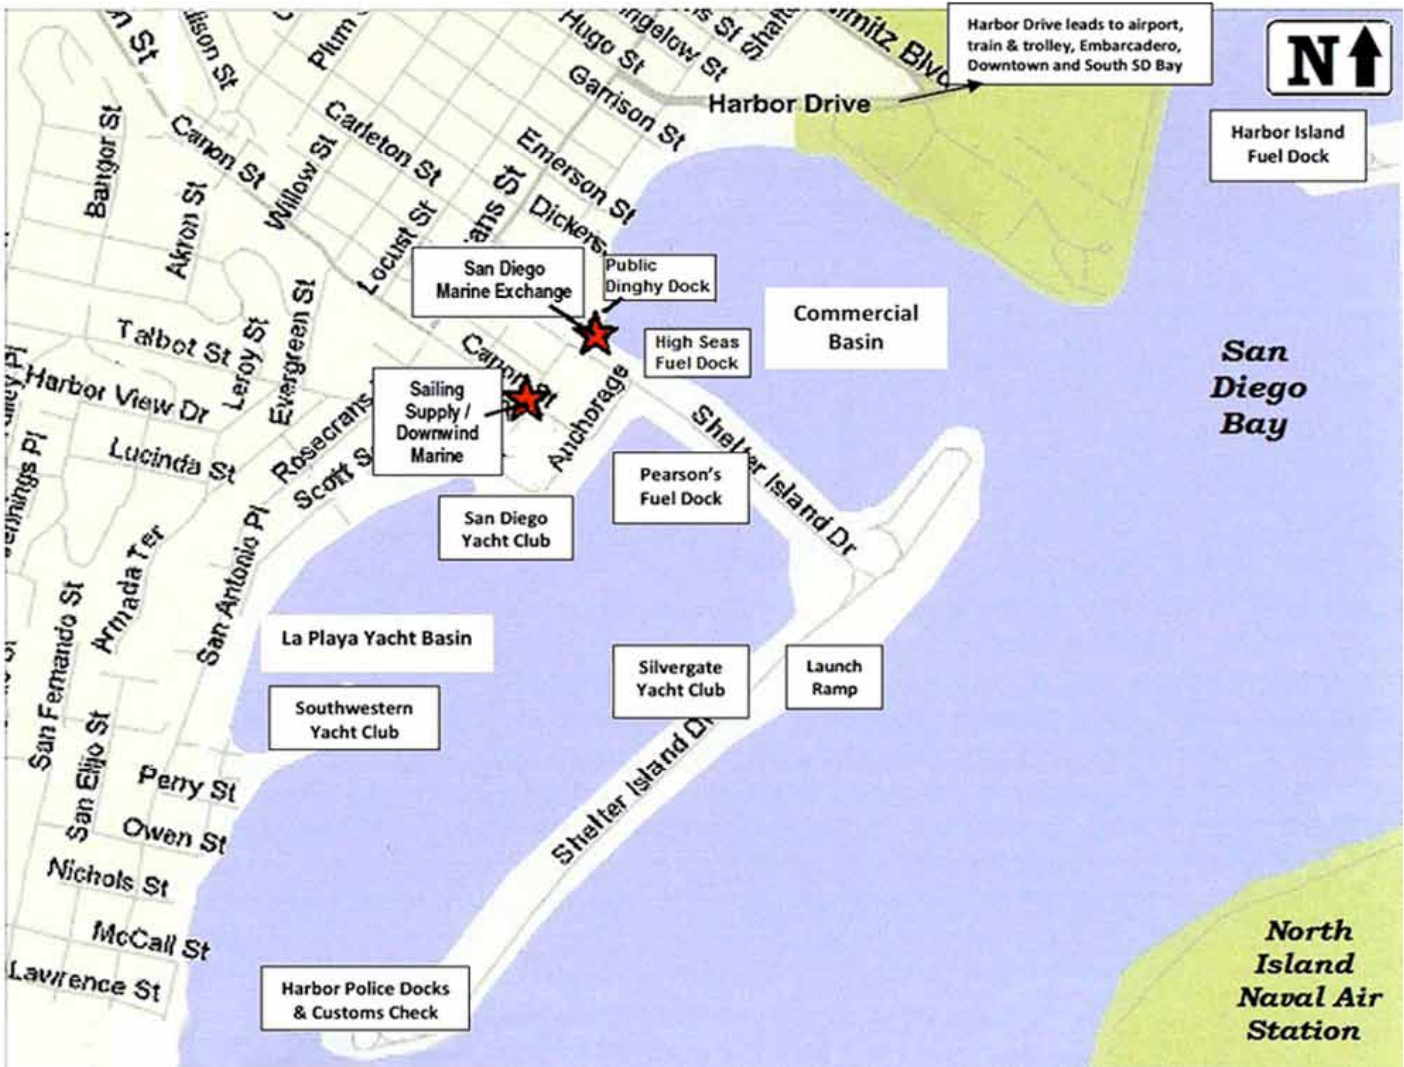 Plum
Hugo St
Garrison St
Harbor Drive
Harbor Drive leads to airport,
train & trolley, Embarcadero,
Downtown and South SD Bay
N
Harbor Island
Fuel Dock
Bangor St
Canon St
Carleton St
Emerson St
Akron St
Willow St
Locust St
San Diego
Marine Exchange
Public
Dinghy Dock
Commercial
Basin
High Seas
Fuel Dock
San
Diego
Bay
Talbot St
Leroy St
Evergreen St
Harbor View Dr
Lucinda St
Rosecrans
Scott S
Canon St
Sailing
Supply /
Downwind
Marine
Anchorage
Shelter Island Dr
Pearson's
Fuel Dock
San Diego
Yacht Club
San Antonio Pl
Armada Ter
San Fernando St
La Playa Yacht Basin
Southwestern
Yacht Club
Silvergate
Yacht Club
Launch
Ramp
Shelter Island Dr
San Elijo St
Perry St
Owen St
Nichols St
McCall St
Lawrence St
Harbor Police Docks
& Customs Check
North
Island
Naval Air
Station